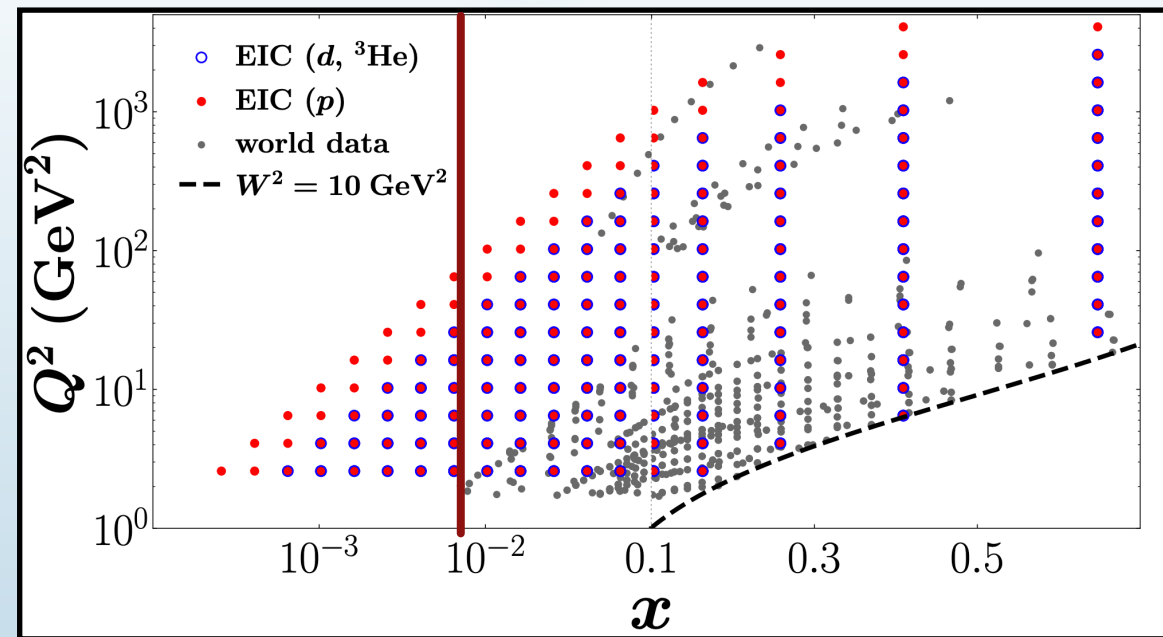 EIC (d, ³He)
EIC (p)
world data
W² = 10 GeV²
Q² (GeV²)
10³
10²
10¹
10⁰
10⁻³ 10⁻² 0.1 0.3 0.5
x